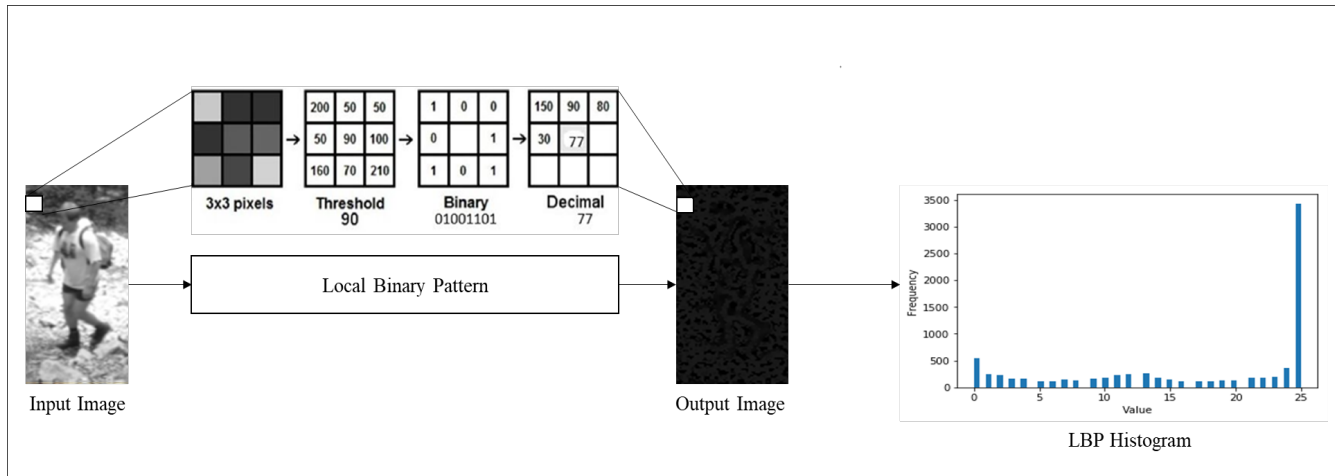 200 50 50 1 0 0 150 90 80
50 90 100 0 1 30 77
160 70 210 1 0 1
3x3 pixels Threshold Binary Decimal
90 01001101 77
Local Binary Pattern
Input Image
Output Image
3500
3000
2500
2000
1500
1000
500
0
Frequency
0 5 10 15 20 25
Value
LBP Histogram